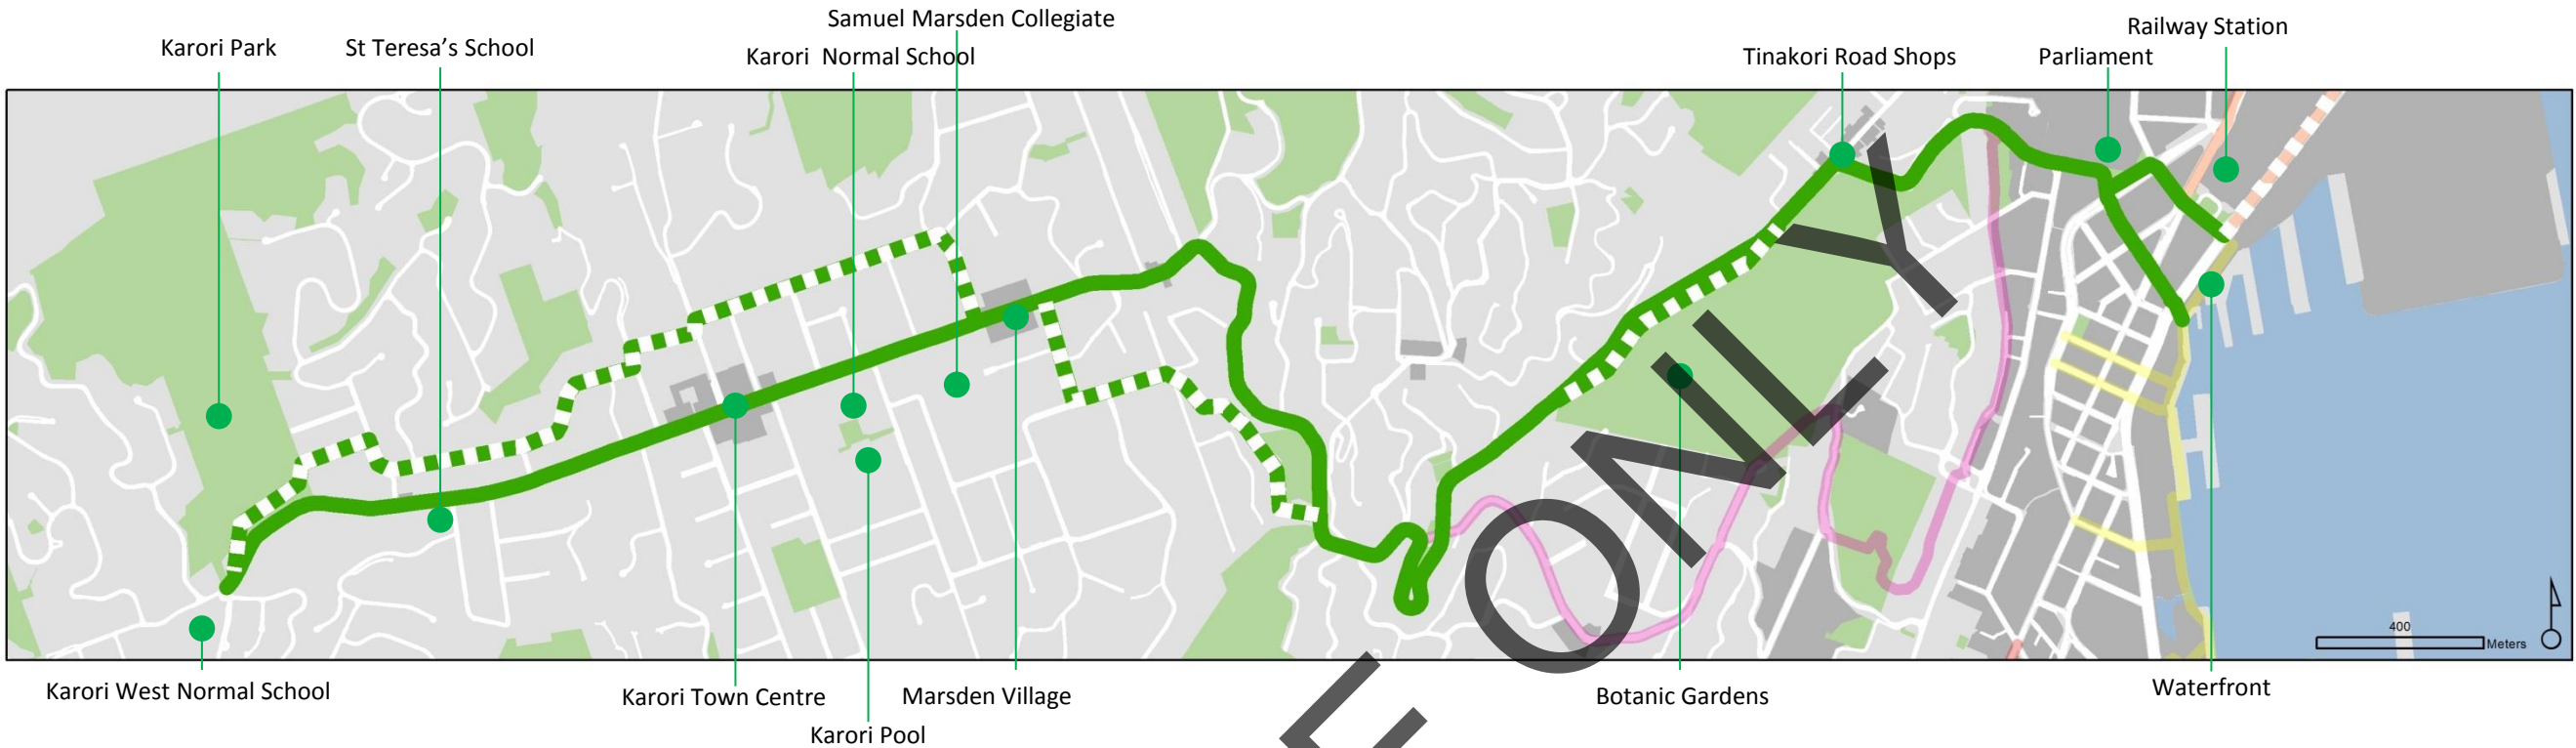 Samuel Marsden Collegiate
Railway Station
Karori Park
St Teresa's School
Karori Normal School
Tinakori Road Shops
Parliament
400
Meters
Karori West Normal School
Karori Town Centre
Marsden Village
Botanic Gardens
Waterfront
Karori Pool
E ONLY